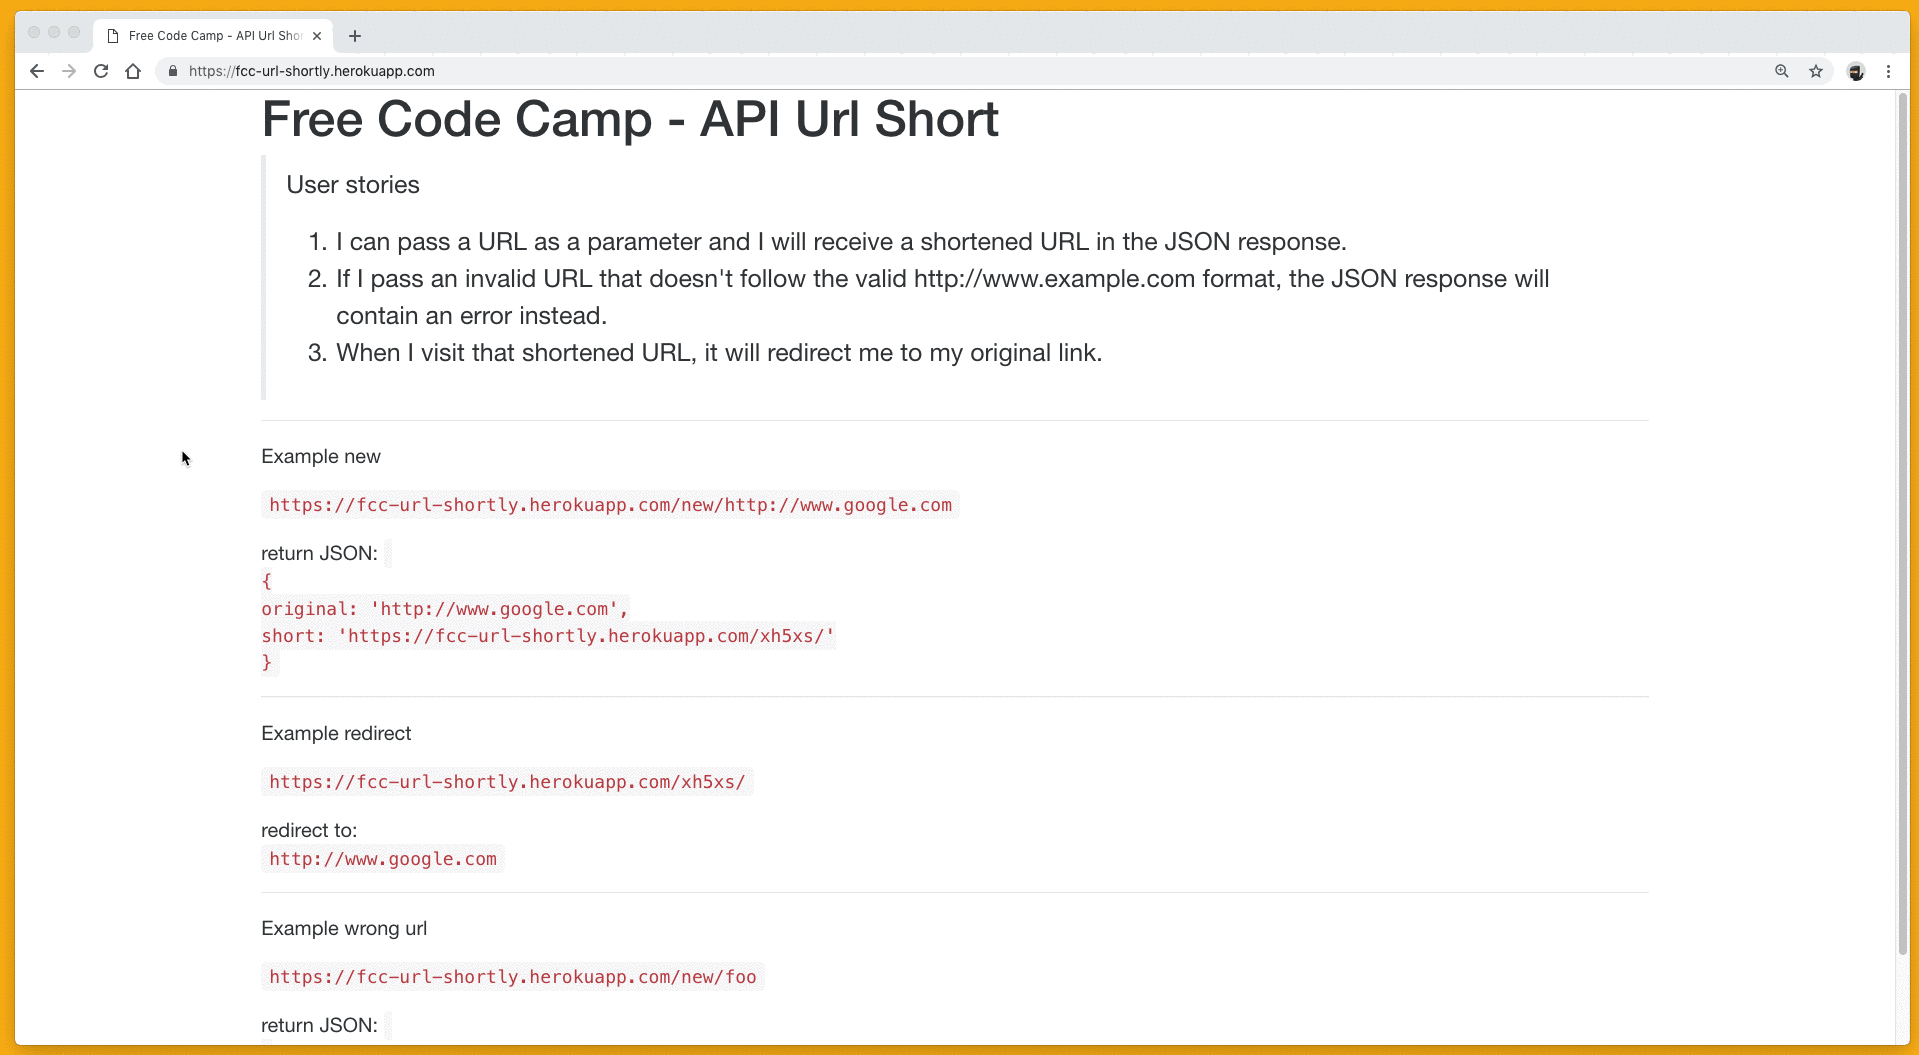 Free Code Camp - API Url Shor
https://fcc-url-shortly.herokuapp.com
Free Code Camp - API Url Short
User stories
1. I can pass a URL as a parameter and I will receive a shortened URL in the JSON response.
2. If I pass an invalid URL that doesn't follow the valid http://www.example.com format, the JSON response will
contain an error instead.
3. When I visit that shortened URL, it will redirect me to my original link.
Example new
https://fcc-url-shortly.herokuapp.com/new/http://www.google.com
return JSON:
{
original: 'http://www.google.com',
short: 'https://fcc-url-shortly.herokuapp.com/xh5xs/'
}
Example redirect
https://fcc-url-shortly.herokuapp.com/xh5xs/
redirect to:
http://www.google.com
Example wrong url
https://fcc-url-shortly.herokuapp.com/new/foo
return JSON: